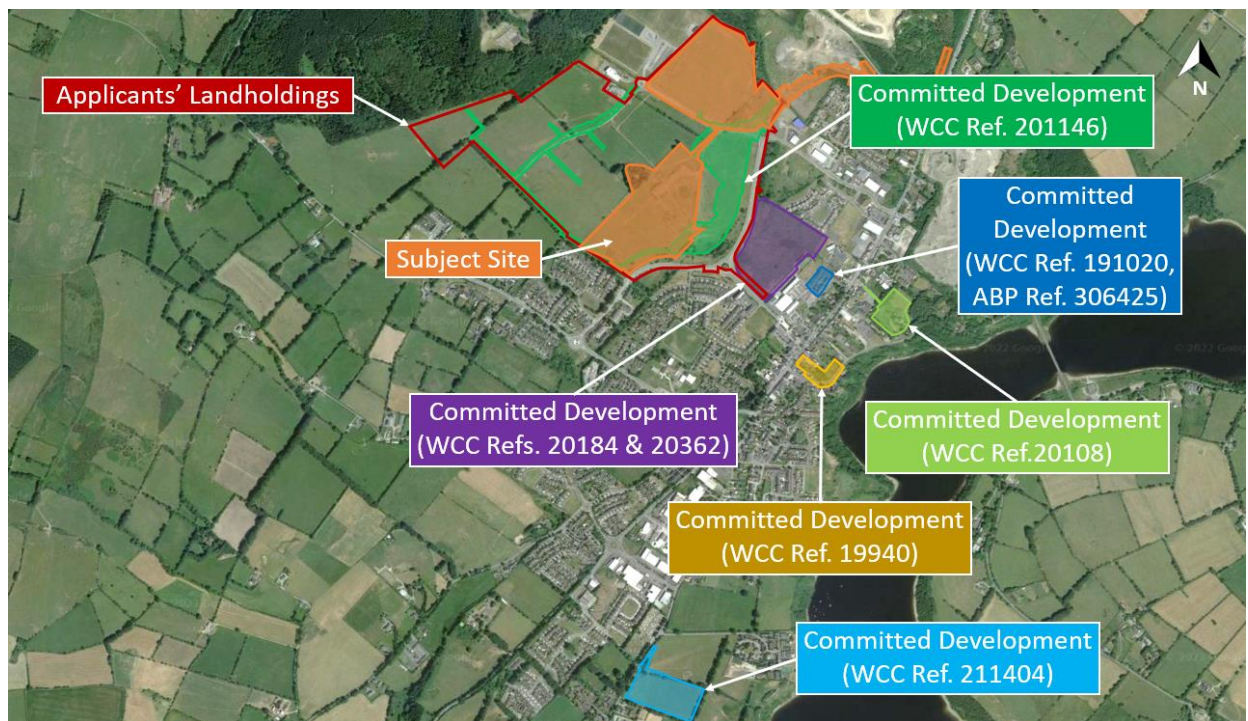 N
Applicants’ Landholdings
Committed Development
(WCC Ref. 201146)
Committed
Development
(WCC Ref. 191020,
ABP Ref. 306425)
Subject Site
Committed Development
(WCC Refs. 20184 & 20362)
Committed Development
(WCC Ref.20108)
Committed Development
(WCC Ref. 19940)
Committed Development
(WCC Ref. 211404)